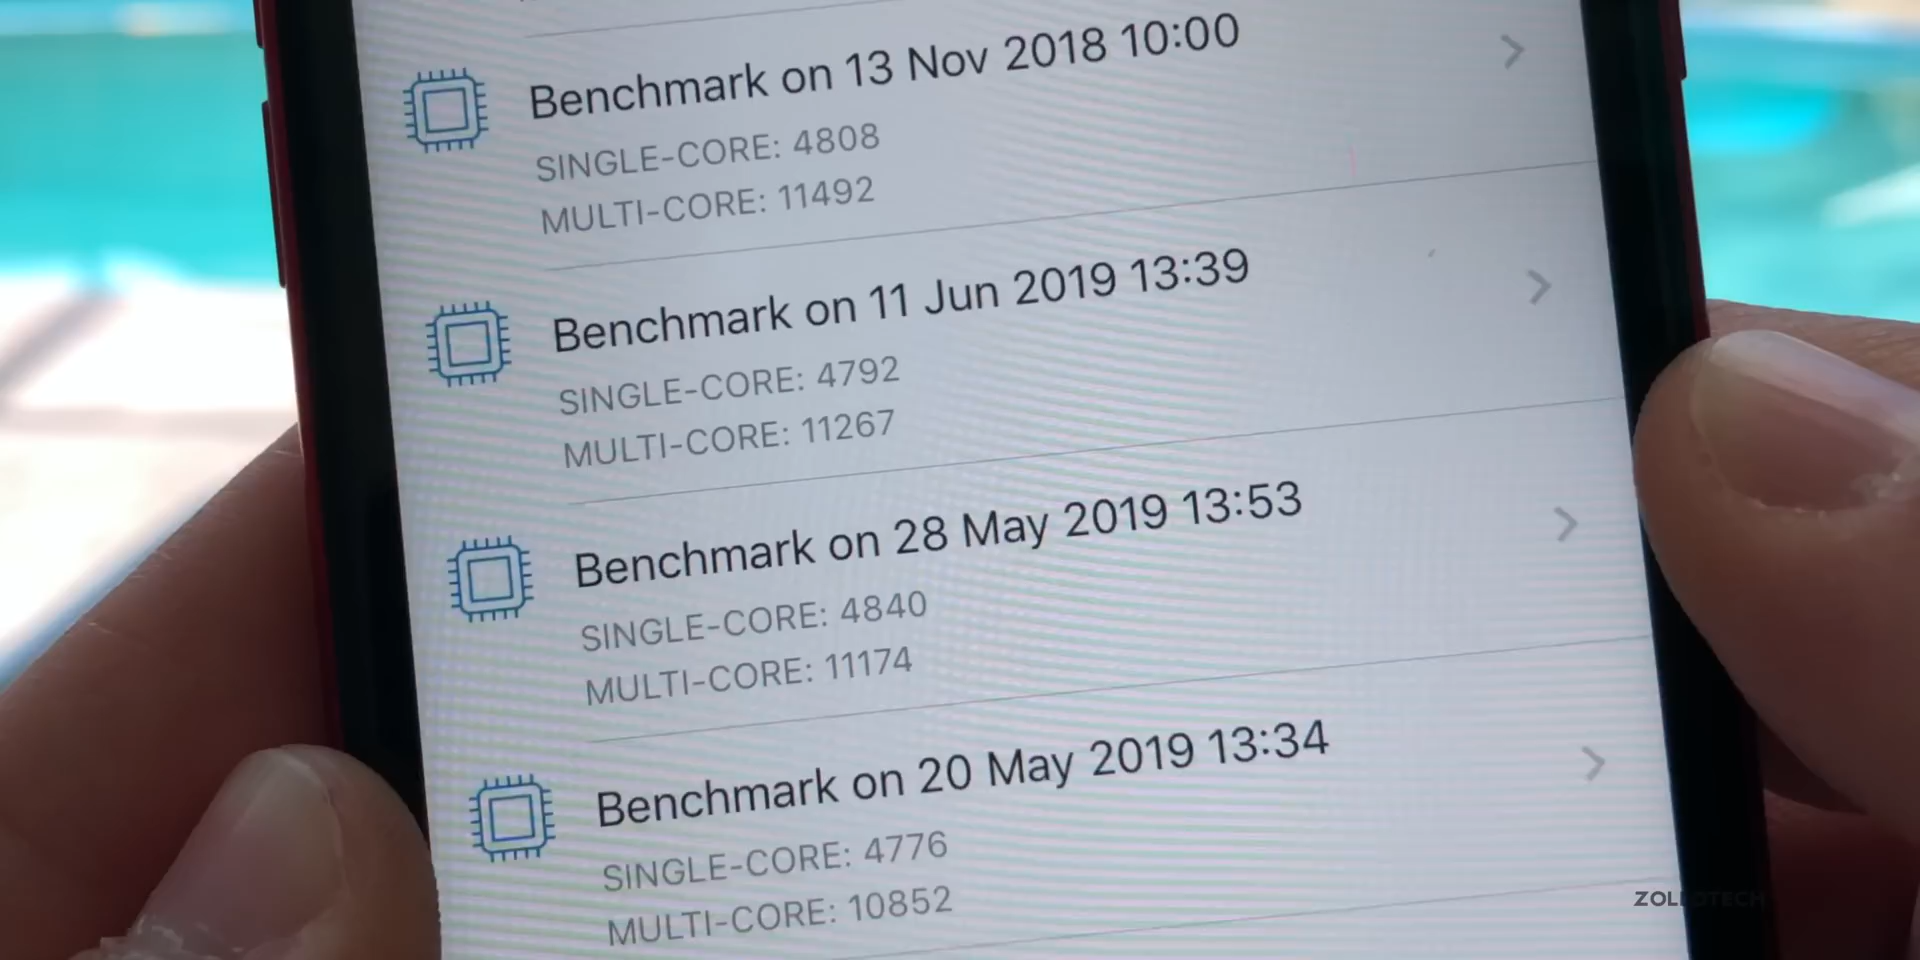 Benchmark on 13 Nov 2018 10:00
SINGLE-CORE: 4808
MULTI-CORE: 11492
Benchmark on 11 Jun 2019 13:39
SINGLE-CORE: 4792
MULTI-CORE: 11267
Benchmark on 28 May 2019 13:53
SINGLE-CORE: 4840
MULTI-CORE: 11174
Benchmark on 20 May 2019 13:34
SINGLE-CORE: 4776
MULTI-CORE: 10852
ZOLLOTECH